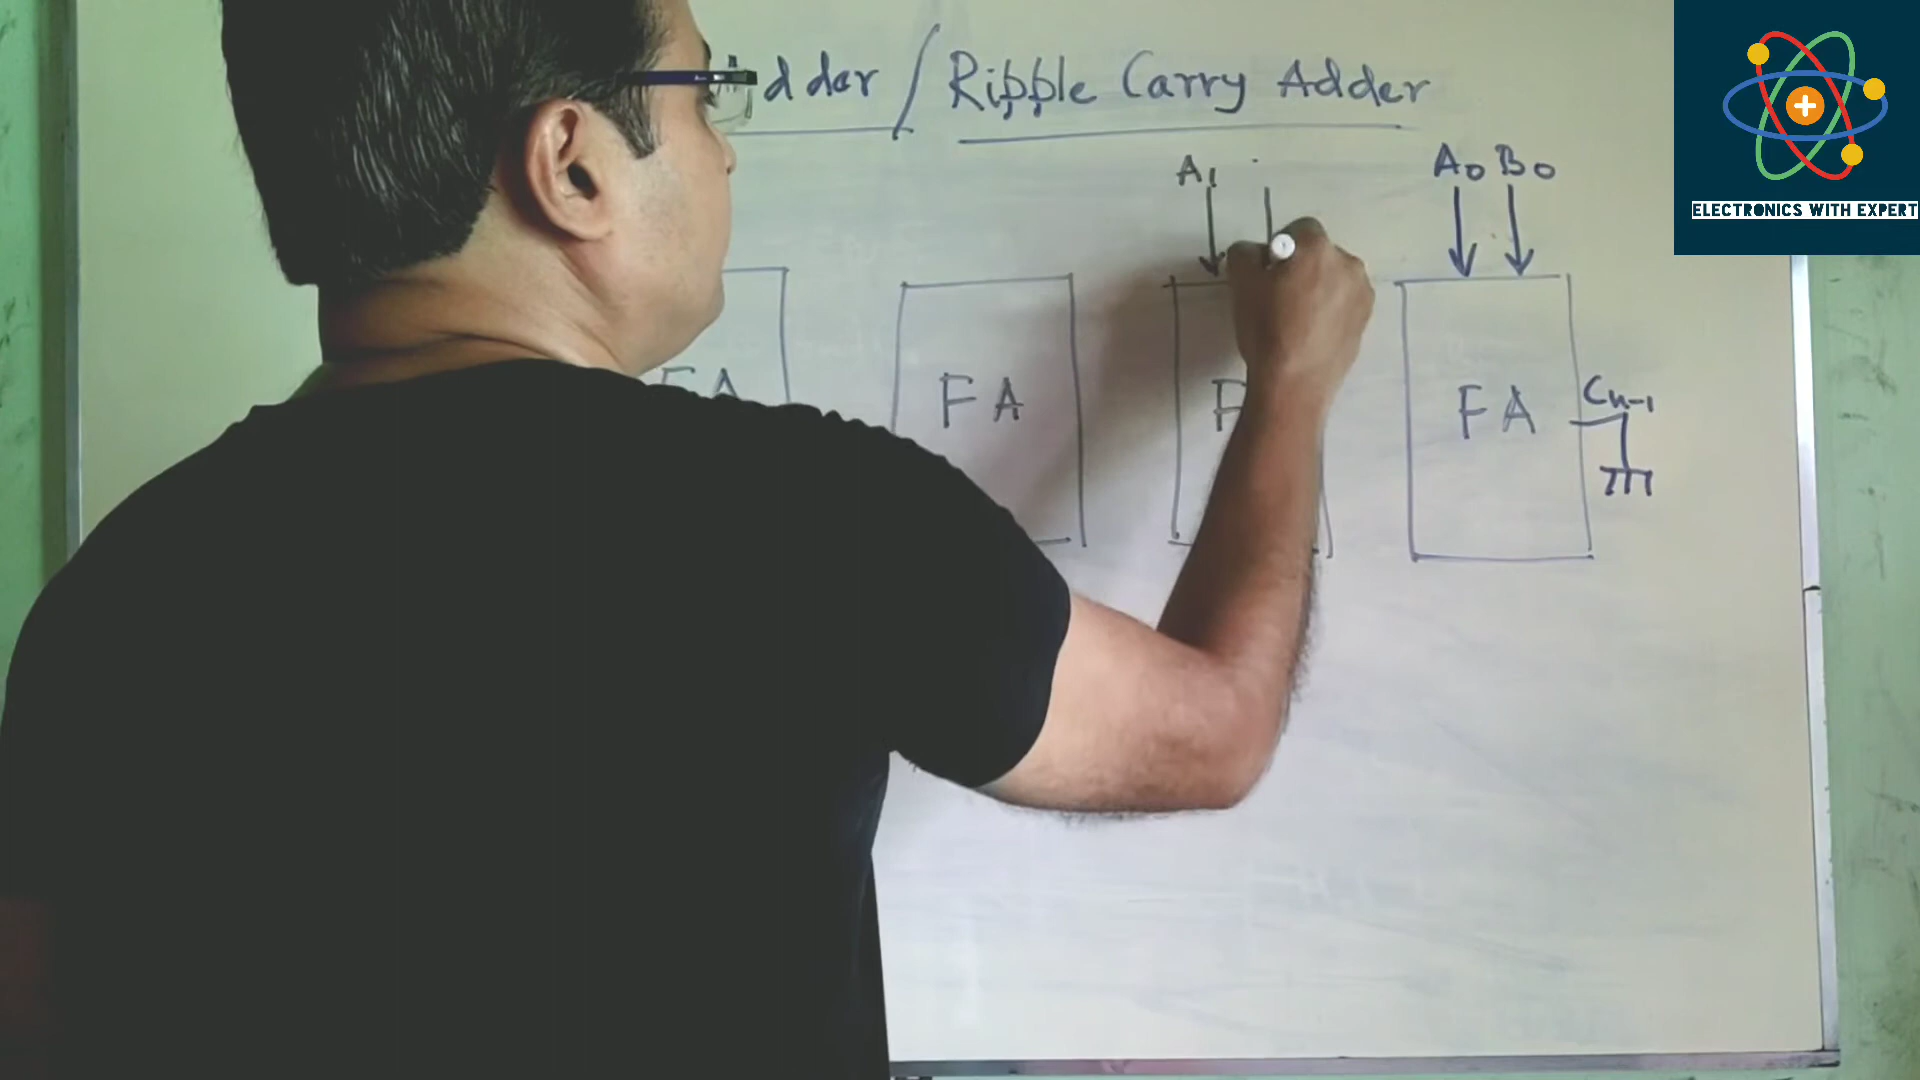 dder / Ripple Carry Adder
A1 A0 B0
FA FA F FA Cn-1
ELECTRONICS WITH EXPERT